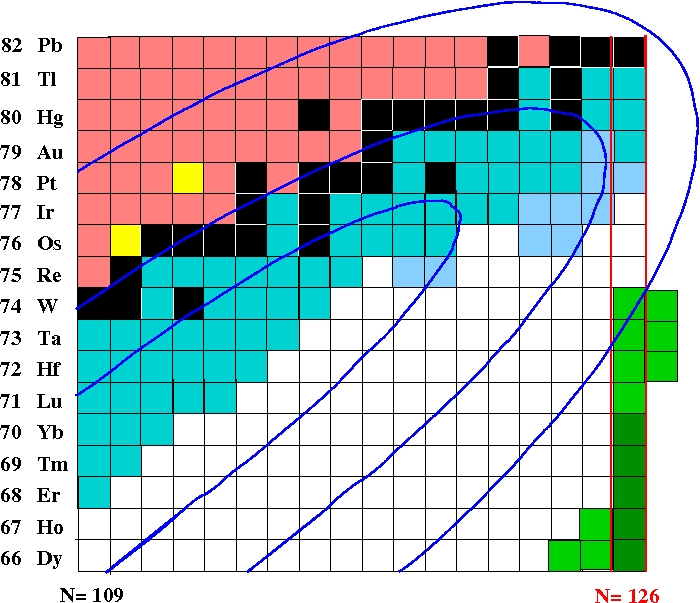 82 Pb
81 Tl
80 Hg
79 Au
78 Pt
77 Ir
76 Os
75 Re
74 W
73 Ta
72 Hf
71 Lu
70 Yb
69 Tm
68 Er
67 Ho
66 Dy
N= 109 N= 126